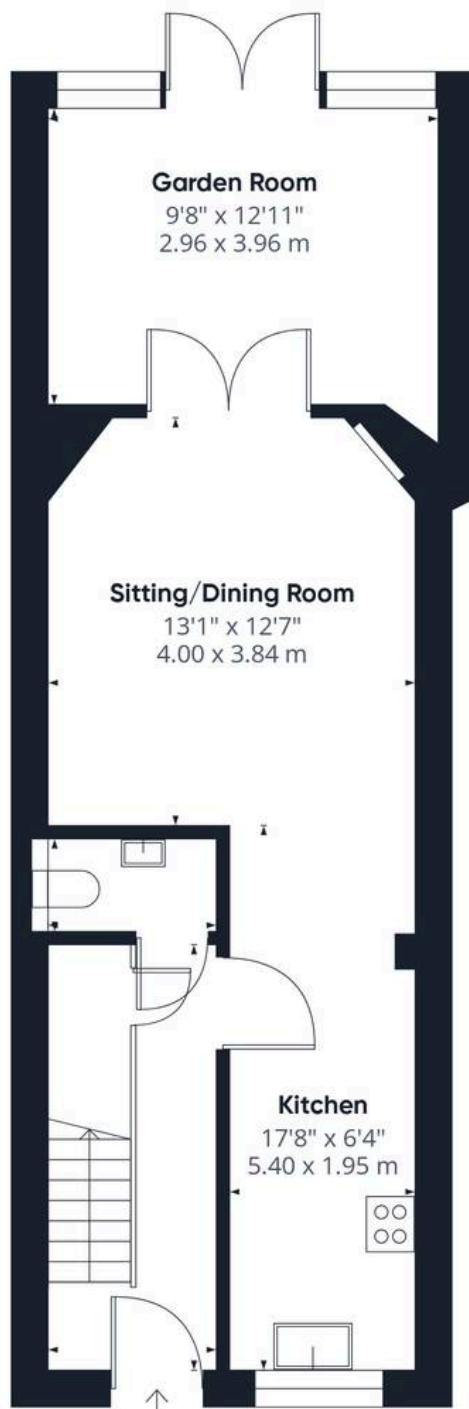 Garden Room
9'8" x 12'11"
2.96 x 3.96 m
Sitting/Dining Room
13'1" x 12'7"
4.00 x 3.84 m
Kitchen
17'8" x 6'4"
5.40 x 1.95 m